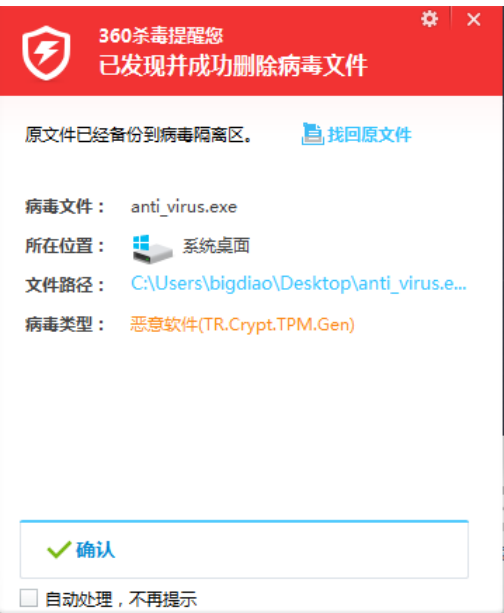 360杀毒提醒您
已发现并成功删除病毒文件
原文件已经备份到病毒隔离区。 找回原文件
病毒文件： anti_virus.exe
所在位置： 系统桌面
文件路径： C:\Users\bigdiao\Desktop\anti_virus.e...
病毒类型： 恶意软件(TR.Crypt.TPM.Gen)
确认
自动处理，不再提示